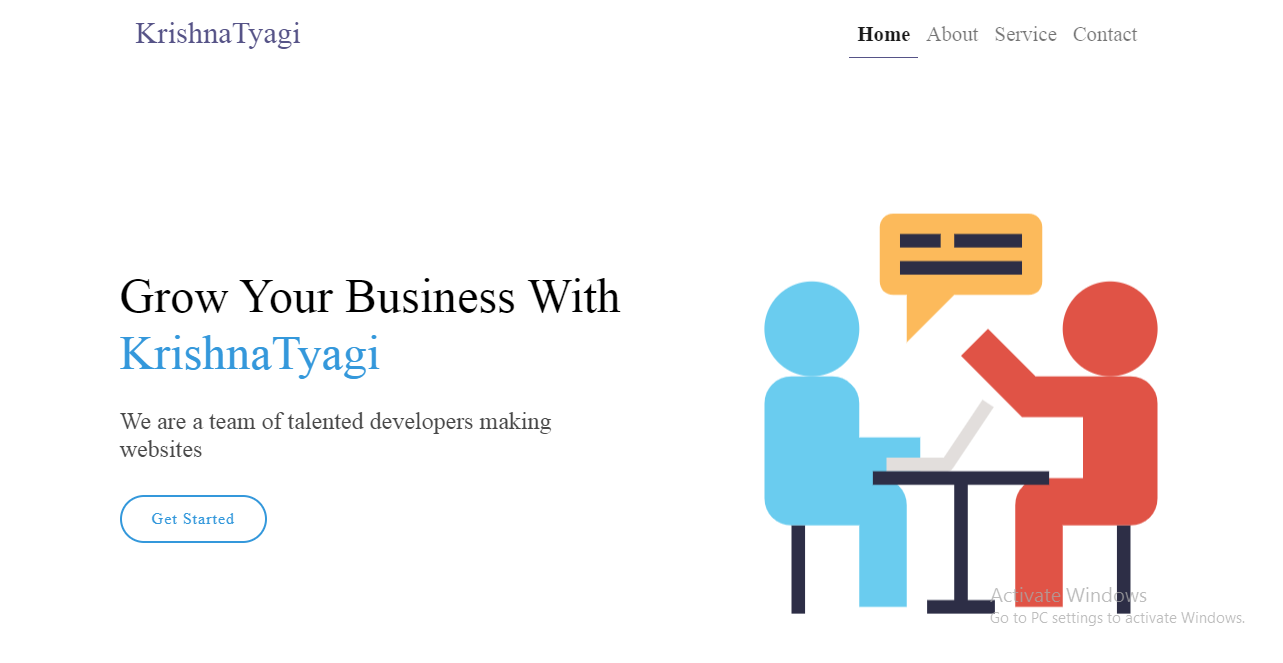 KrishnaTyagi
Home About Service Contact
Grow Your Business With
KrishnaTyagi
We are a team of talented developers making
websites
Get Started
Activate Windows
Go to PC settings to activate Windows.